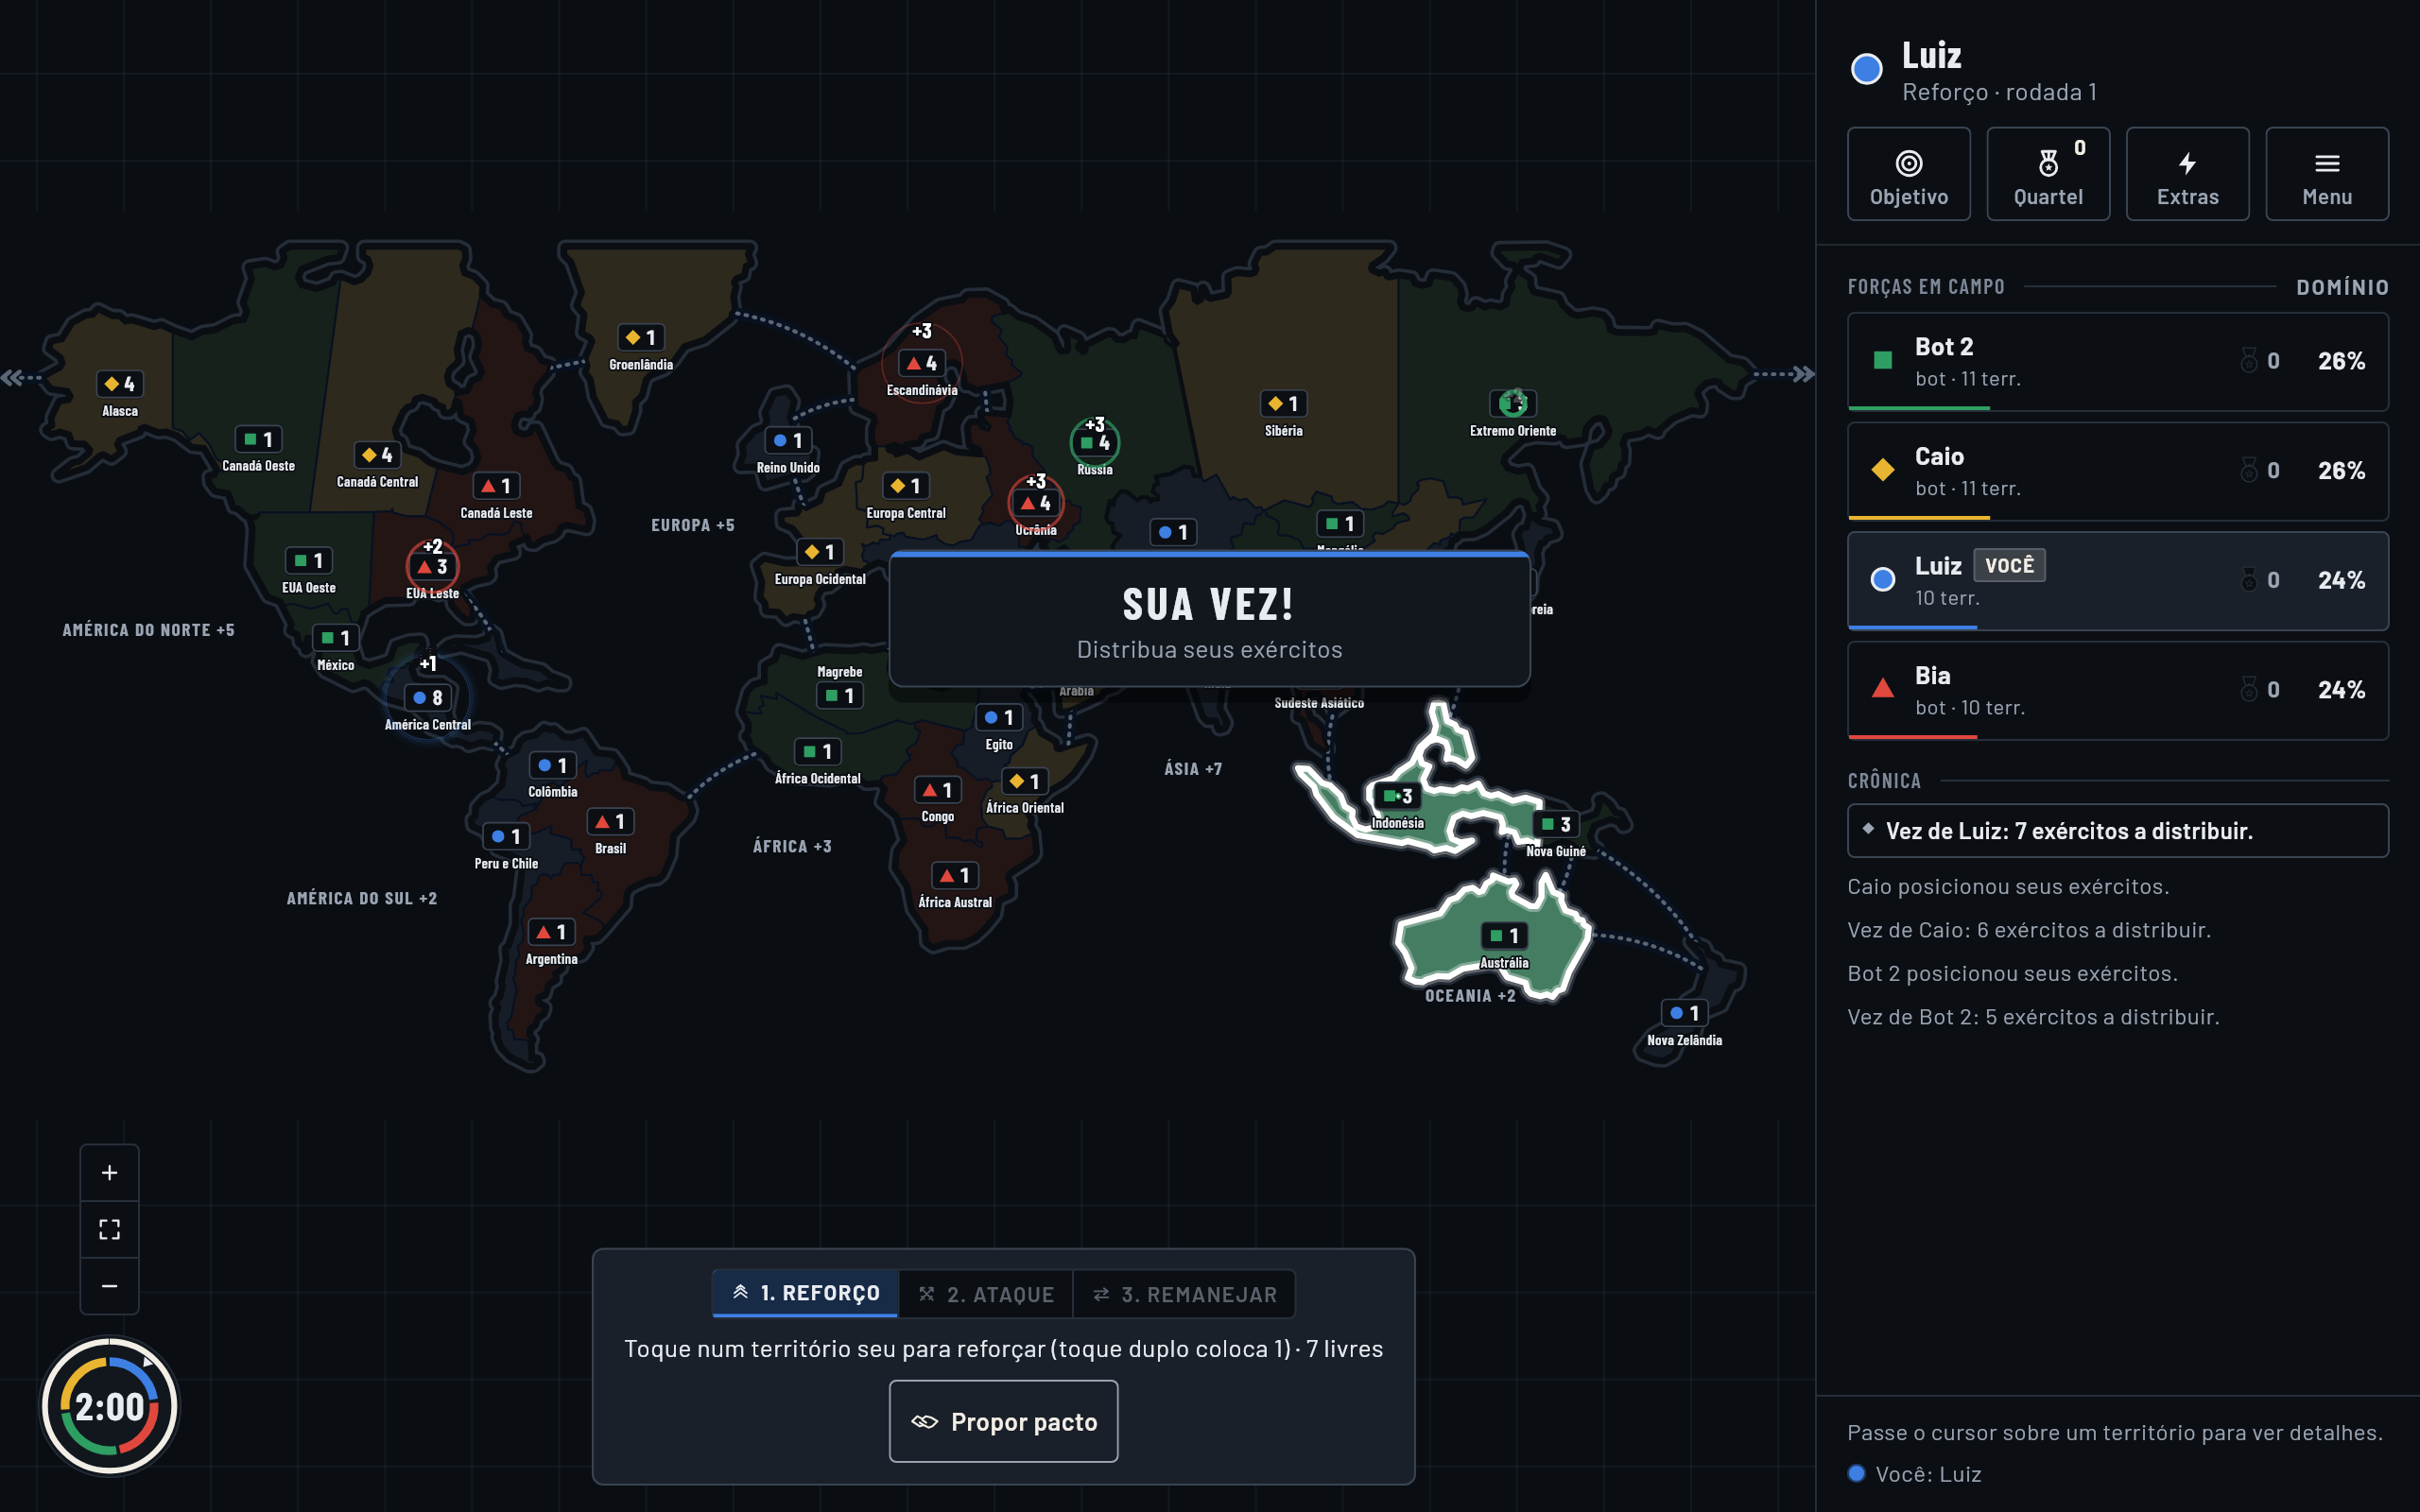 Luiz
Reforço · rodada 1
Objetivo
0
Quartel
Extras
Menu
FORÇAS EM CAMPO
DOMÍNIO
Bot 2
bot · 11 terr.
0
26%
Caio
bot · 11 terr.
0
26%
Luiz VOCÊ
10 terr.
0
24%
Bia
bot · 10 terr.
0
24%
CRÔNICA
Vez de Luiz: 7 exércitos a distribuir.
Caio posicionou seus exércitos.
Vez de Caio: 6 exércitos a distribuir.
Bot 2 posicionou seus exércitos.
Vez de Bot 2: 5 exércitos a distribuir.
Passe o cursor sobre um território para ver detalhes.
Você: Luiz
4
Alasca
1
Canadá Oeste
4
Canadá Central
1
Canadá Leste
1
Groenlândia
1
EUA Oeste
+2
3
EUA Leste
1
México
+1
8
América Central
AMÉRICA DO NORTE +5
1
Colômbia
1
Peru e Chile
1
Brasil
1
Argentina
AMÉRICA DO SUL +2
+3
4
Escandinávia
1
Reino Unido
1
Europa Central
1
Europa Ocidental
+3
4
Ucrânia
+3
4
Rússia
EUROPA +5
1
Sibéria
Extremo Oriente
1
1
SUA VEZ!
Distribua seus exércitos
Arábia
Sudeste Asiático
ÁSIA +7
Magrebe
1
1
África Ocidental
1
Egito
1
Congo
1
África Oriental
1
África Austral
ÁFRICA +3
3
Indonésia
3
Nova Guiné
1
Austrália
OCEANIA +2
1
Nova Zelândia
+
−
2:00
1. REFORÇO
2. ATAQUE
3. REMANEJAR
Toque num território seu para reforçar (toque duplo coloca 1) · 7 livres
Propor pacto